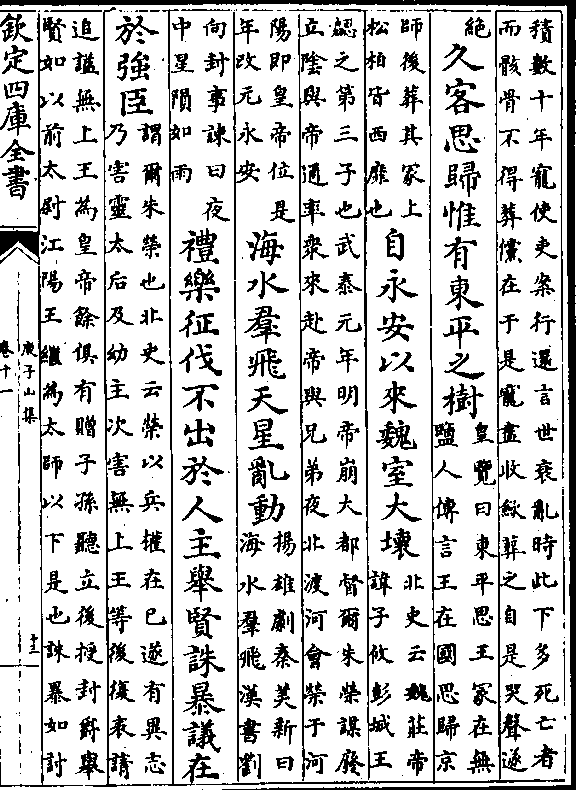 積數十年寵使吏案行還言世衰亂時此下多死亡者
而骸骨不得葬儻在于是寵盡收斂葬之自是哭聲遂
絶
久客思歸惟有東平之樹
皇覽曰東平思王冢在無
鹽人傳言王在國思歸京
師後葬其冢上
松柏皆西靡也
自永安以來魏室大壞
北史云魏莊帝
諱子攸彭城王
勰之第三子也武泰元年明帝崩大都督爾朱榮謀廢
立陰與帝通率衆來赴帝與兄弟夜北渡河會榮于河
陽即皇帝位是
年改元永安
海水羣飛天星亂動
揚雄劇秦美新曰
海水羣飛漢書劉
向封事諫曰夜
中星隕如雨
禮樂征伐不出於人主舉賢誅暴議在
於強臣
謂爾朱榮也北史云榮以兵權在已遂有異志
乃害靈太后及幼主次害無上王等後復表請
追謚無上王為皇帝餘俱有贈子孫聽立後授封爵舉
賢如以前太尉江陽王繼為太師以下是也誅暴如討
欽定四庫全書
庾子山集
卷十一
十三